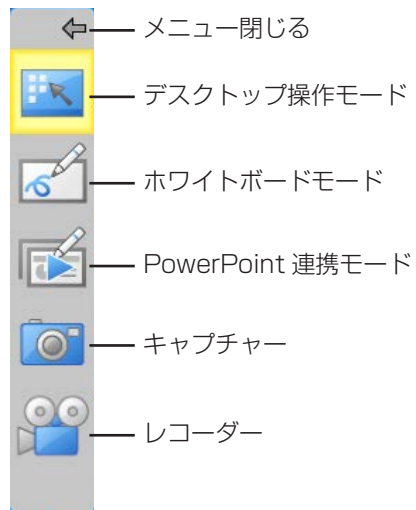 メニュー閉じる
デスクトップ操作モード
ホワイトボードモード
PowerPoint 連携モード
キャプチャー
レコーダー